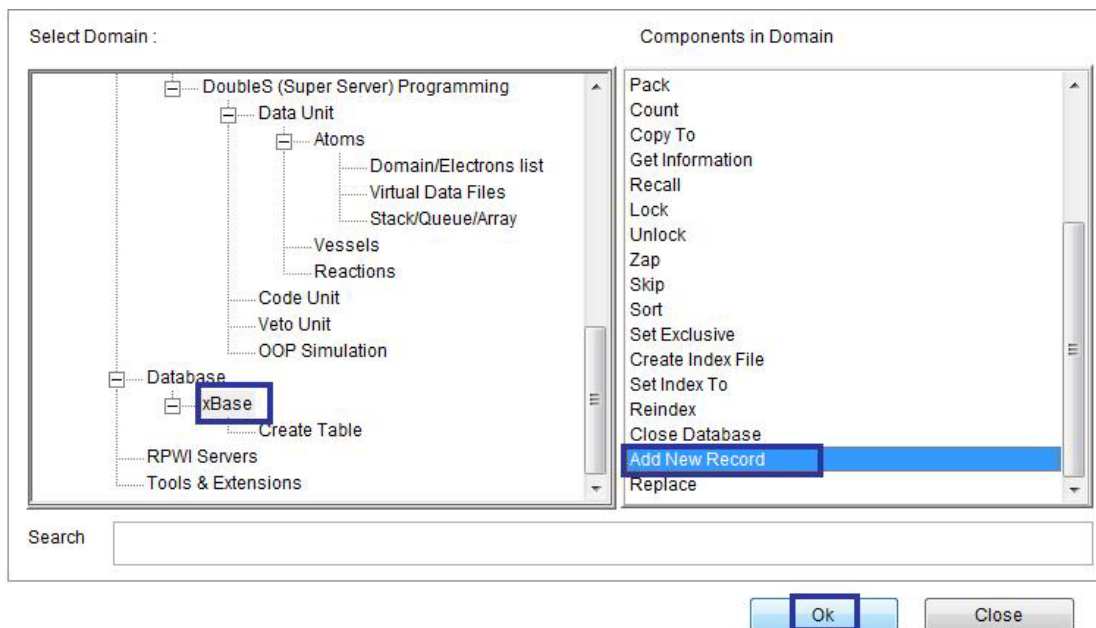 Select Domain :
DoubleS (Super Server) Programming
Data Unit
Atoms
Domain/Electrons list
Virtual Data Files
Stack/Queue/Array
Vessels
Reactions
Code Unit
Veto Unit
OOP Simulation
Database
xBase
Create Table
RPWI Servers
Tools & Extensions
Components in Domain
Pack
Count
Copy To
Get Information
Recall
Lock
Unlock
Zap
Skip
Sort
Set Exclusive
Create Index File
Set Index To
Reindex
Close Database
Add New Record
Replace
Search
Ok
Close